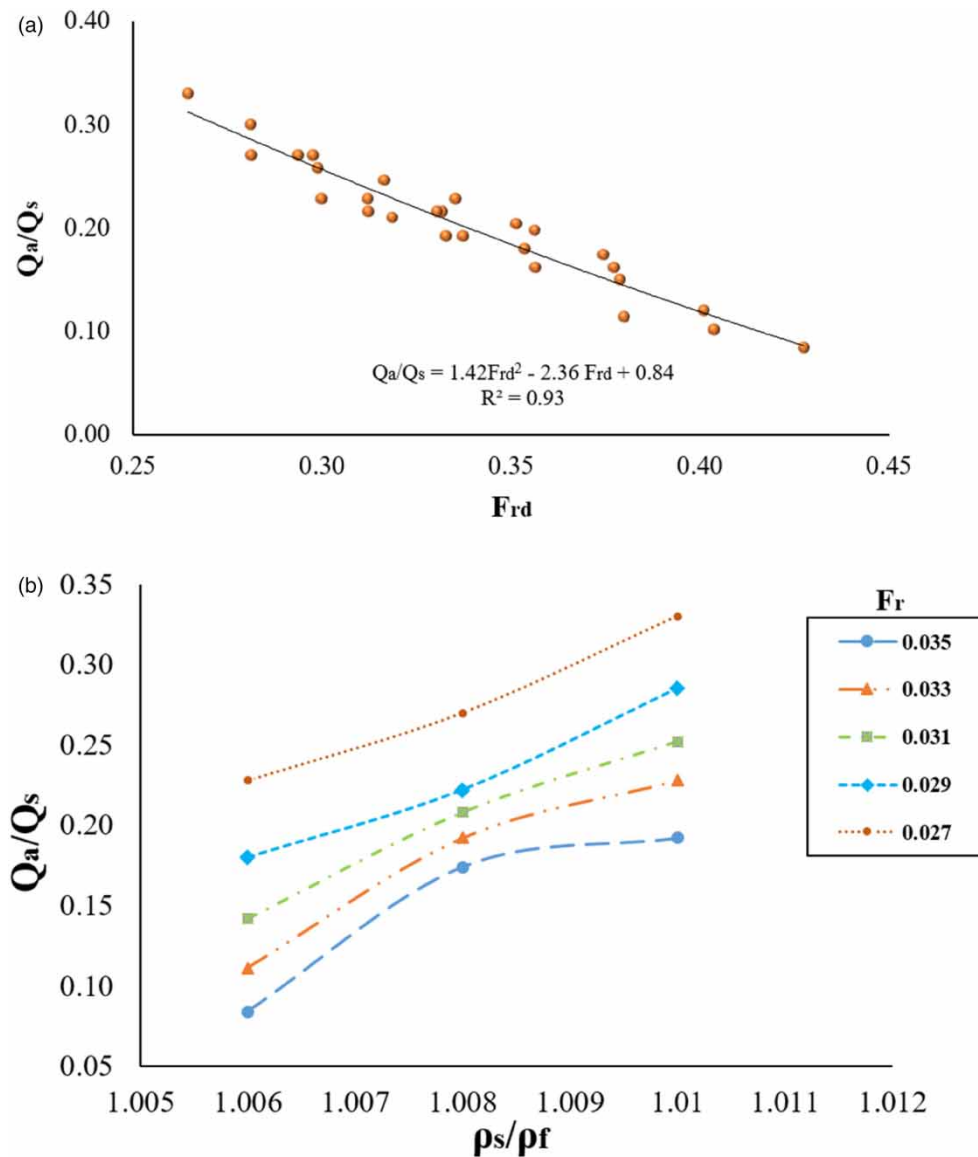 (a)
0.40
0.30
0.20
0.10
0.00
Qa/Qs
Qa/Qs = 1.42Frd² - 2.36 Frd + 0.84
R² = 0.93
0.25 0.30 0.35 0.40 0.45
Frd
(b)
0.35
0.30
0.25
0.20
0.15
0.10
0.05
Qa/Qs
Fr
0.035
0.033
0.031
0.029
0.027
1.005 1.006 1.007 1.008 1.009 1.01 1.011 1.012
ρs/ρf